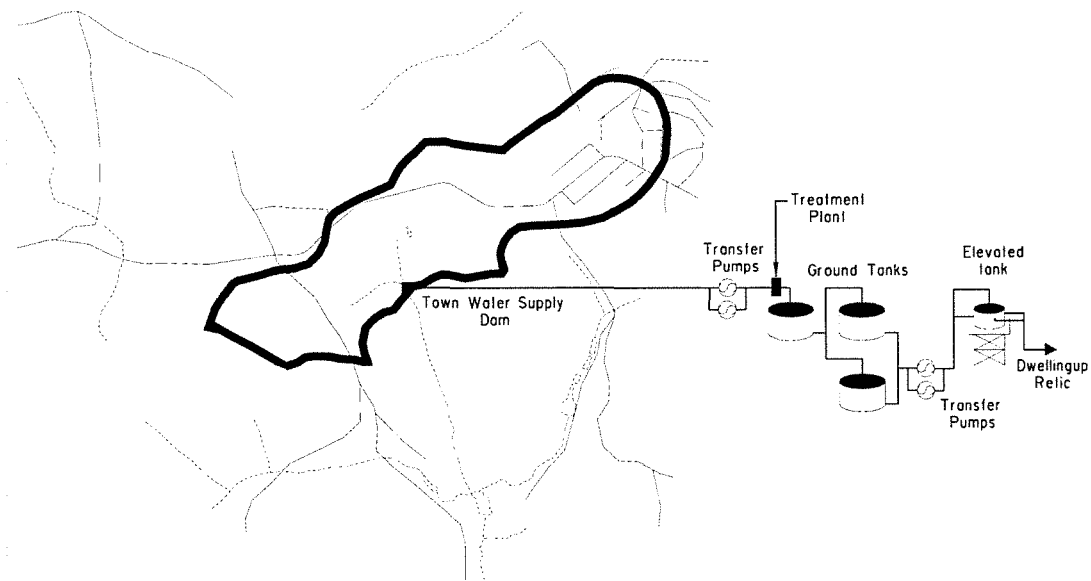 Treatment
Plant
Transfer
Pumps
Ground Tanks
Elevated
tank
Town Water Supply
Dam
Dwellingup
Relic
Transfer
Pumps